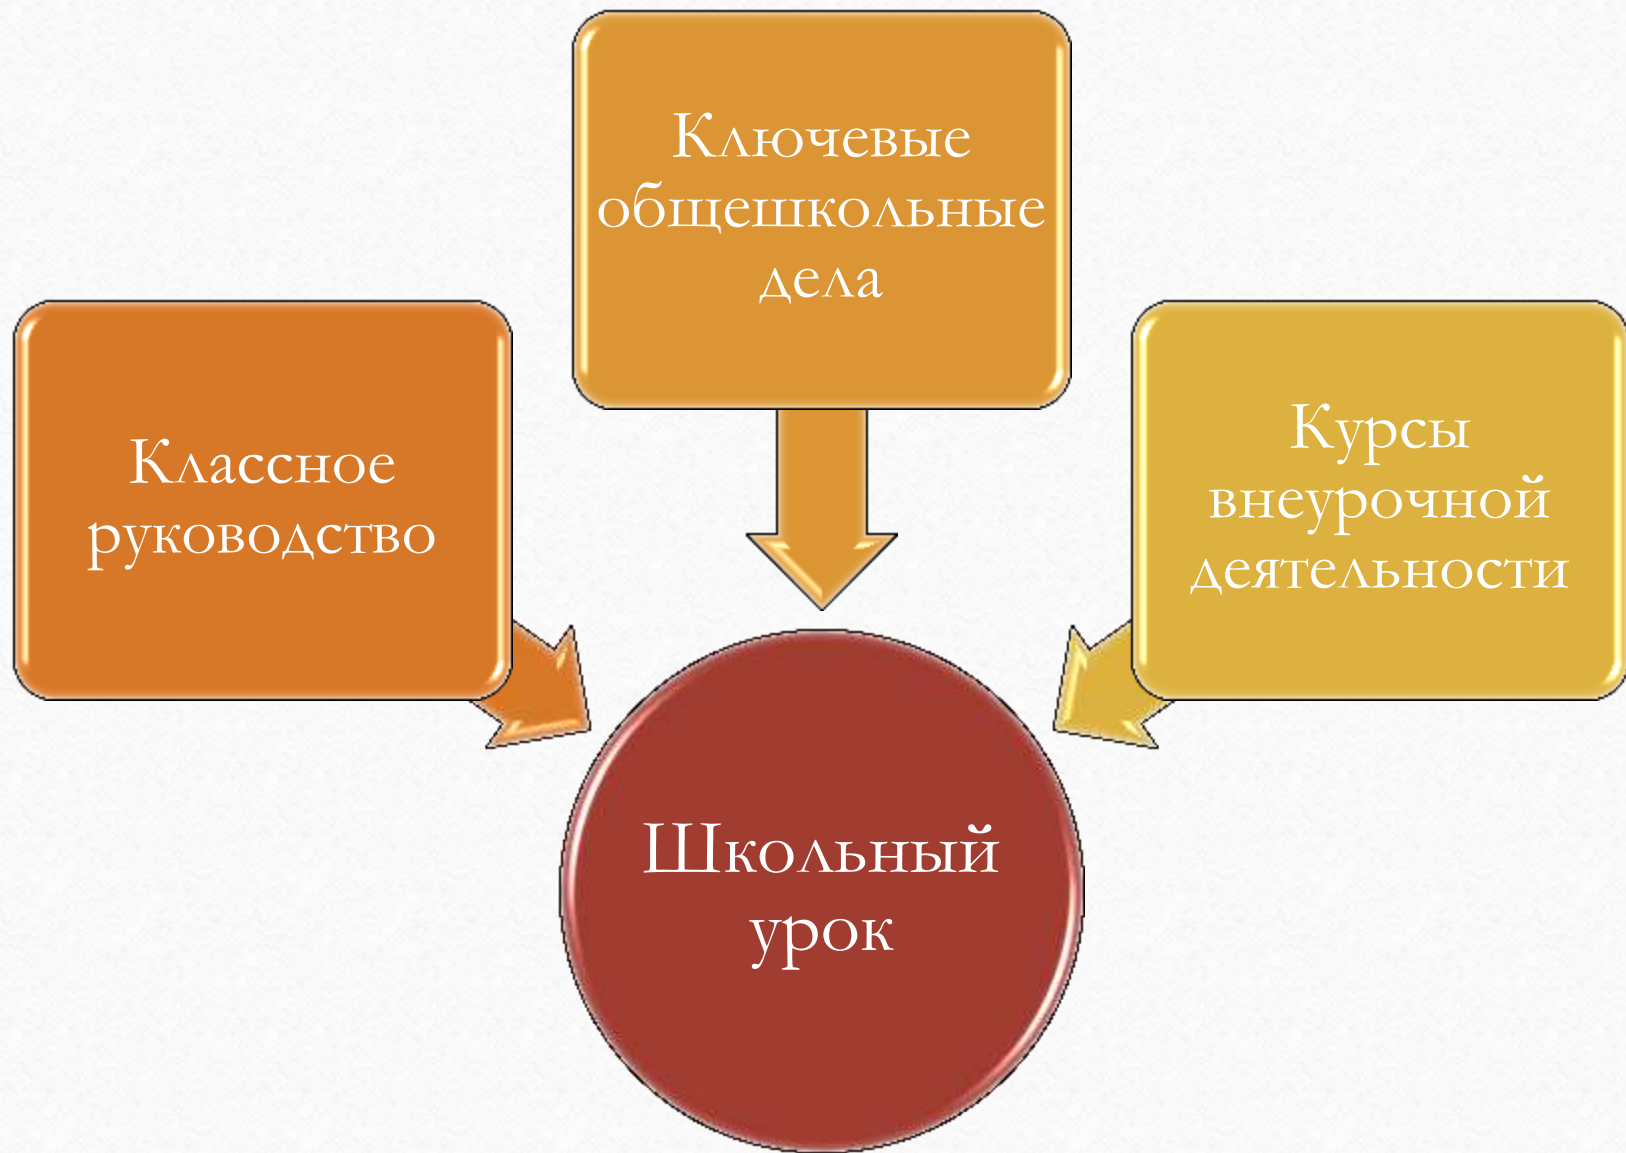 Ключевые
общешкольные
дела
Классное
руководство
Курсы
внеурочной
деятельности
Школьный
урок